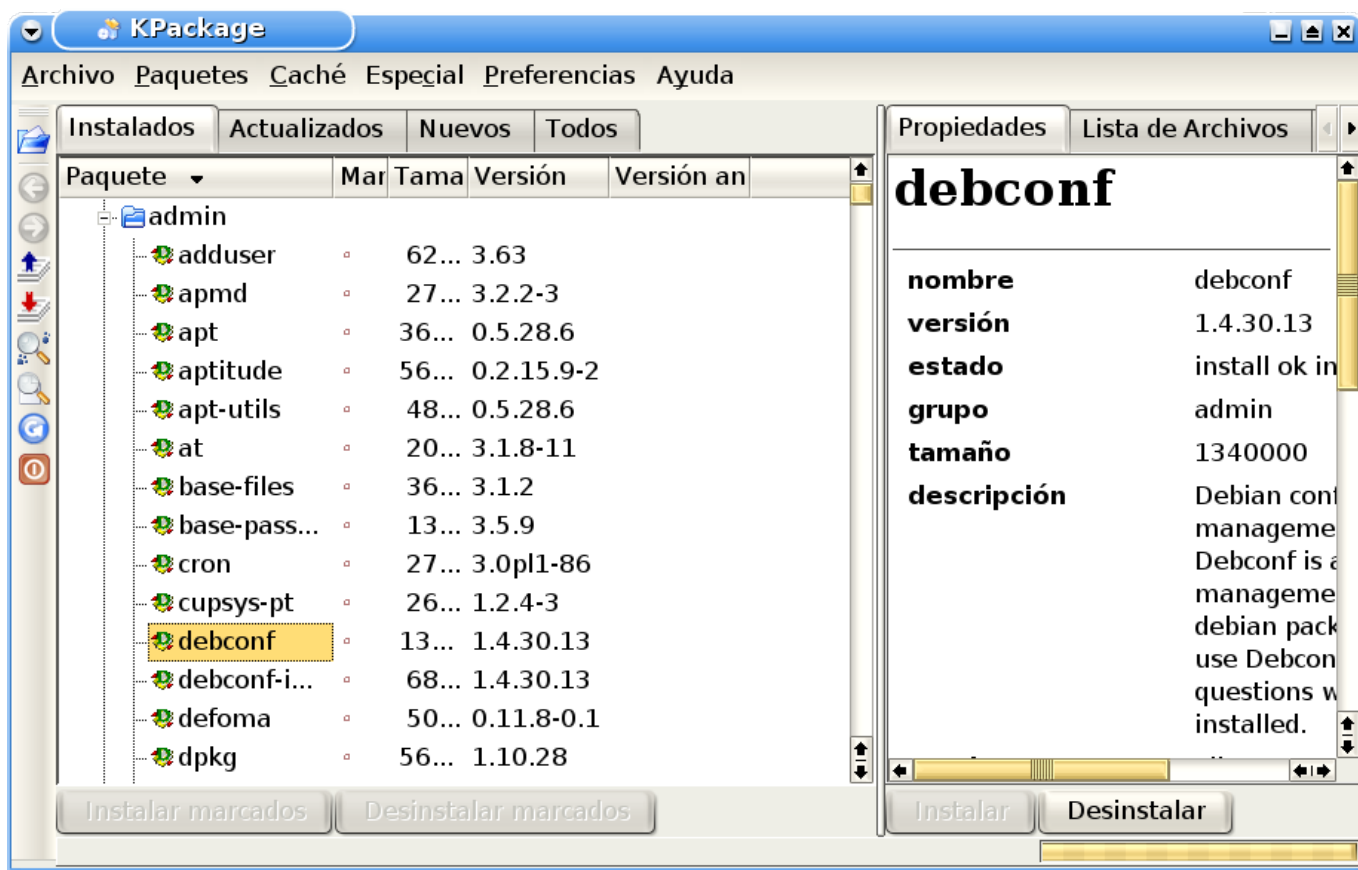 KPackage
Archivo Paquetes Caché Especial Preferencias Ayuda
Instalados Actualizados Nuevos Todos
Paquete Mar Tama Versión Versión an
admin
adduser 62... 3.63
apmd 27... 3.2.2-3
apt 36... 0.5.28.6
aptitude 56... 0.2.15.9-2
apt-utils 48... 0.5.28.6
at 20... 3.1.8-11
base-files 36... 3.1.2
base-pass... 13... 3.5.9
cron 27... 3.0pl1-86
cupsys-pt 26... 1.2.4-3
debconf 13... 1.4.30.13
debconf-i... 68... 1.4.30.13
defoma 50... 0.11.8-0.1
dpkg 56... 1.10.28
Instalar marcados Desinstalar marcados
Propiedades Lista de Archivos
debconf
nombre debconf
versión 1.4.30.13
estado install ok in
grupo admin
tamaño 1340000
descripción Debian conf
manageme
Debconf is a
manageme
debian pack
use Debcon
questions w
installed.
Instalar Desinstalar